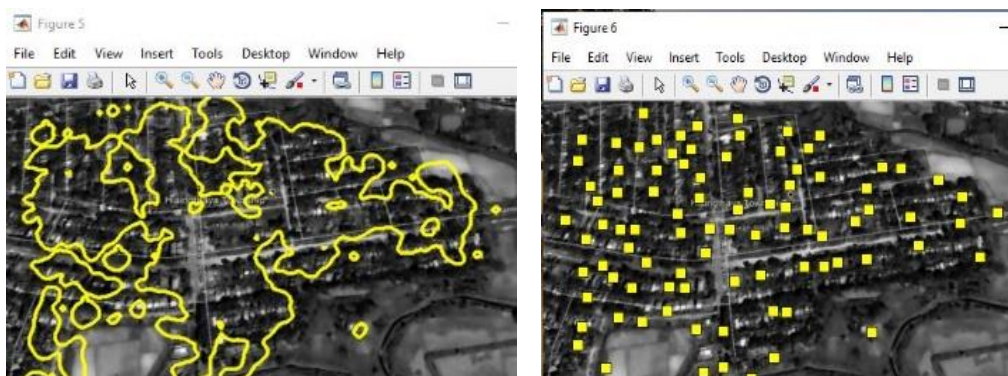 Figure 5
File Edit View Insert Tools Desktop Window Help
Figure 6
File Edit View Insert Tools Desktop Window Help